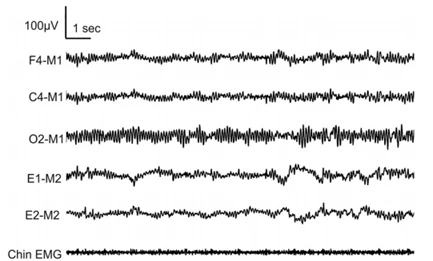 100μV
1 sec
F4-M1
C4-M1
O2-M1
E1-M2
E2-M2
Chin EMG